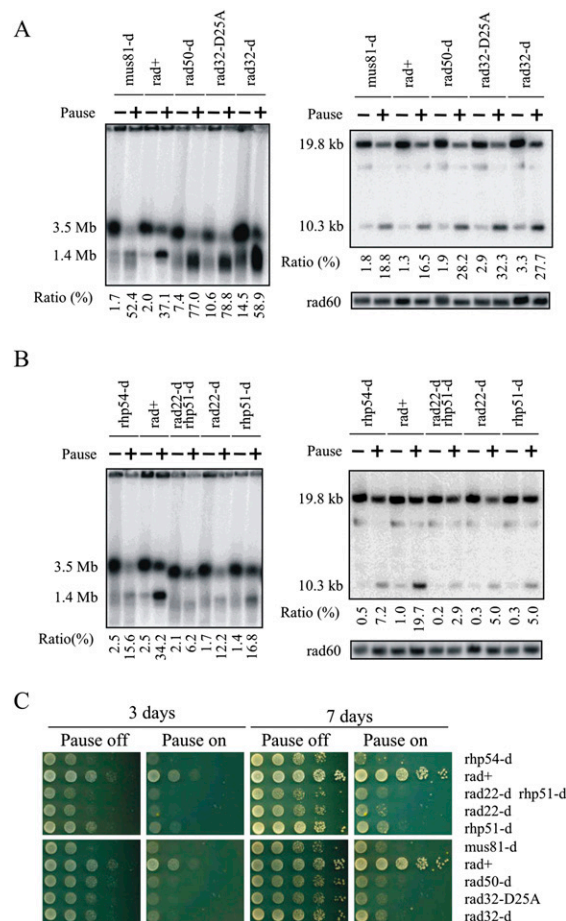 A
mus81-d rad+ rad50-d rad32-D25A rad32-d
Pause − + − + − + − + − +
3.5 Mb
1.4 Mb
Ratio (%) 1.7 52.4 2.0 37.1 7.4 77.0 10.6 78.8 14.5 58.9
mus81-d rad+ rad50-d rad32-D25A rad32-d
Pause − + − + − + − + − +
19.8 kb
10.3 kb
1.8 18.8 1.3 16.5 1.9 28.2 2.9 32.3 3.3 27.7
Ratio (%)
rad60
B
rhp54-d rad+ rad22-d rhp51-d rad22-d rhp51-d
Pause − + − + − + − + − +
3.5 Mb
1.4 Mb
Ratio(%) 2.5 15.6 2.5 34.2 2.1 6.2 1.7 12.2 1.4 16.8
rhp54-d rad+ rad22-d rhp51-d rad22-d rhp51-d
Pause − + − + − + − + − +
19.8 kb
10.3 kb
Ratio (%) 0.5 7.2 1.0 19.7 0.2 2.9 0.3 5.0 0.3 5.0
rad60
C
3 days 7 days
Pause off Pause on Pause off Pause on
rhp54-d
rad+
rad22-d rhp51-d
rad22-d
rhp51-d
mus81-d
rad+
rad50-d
rad32-D25A
rad32-d